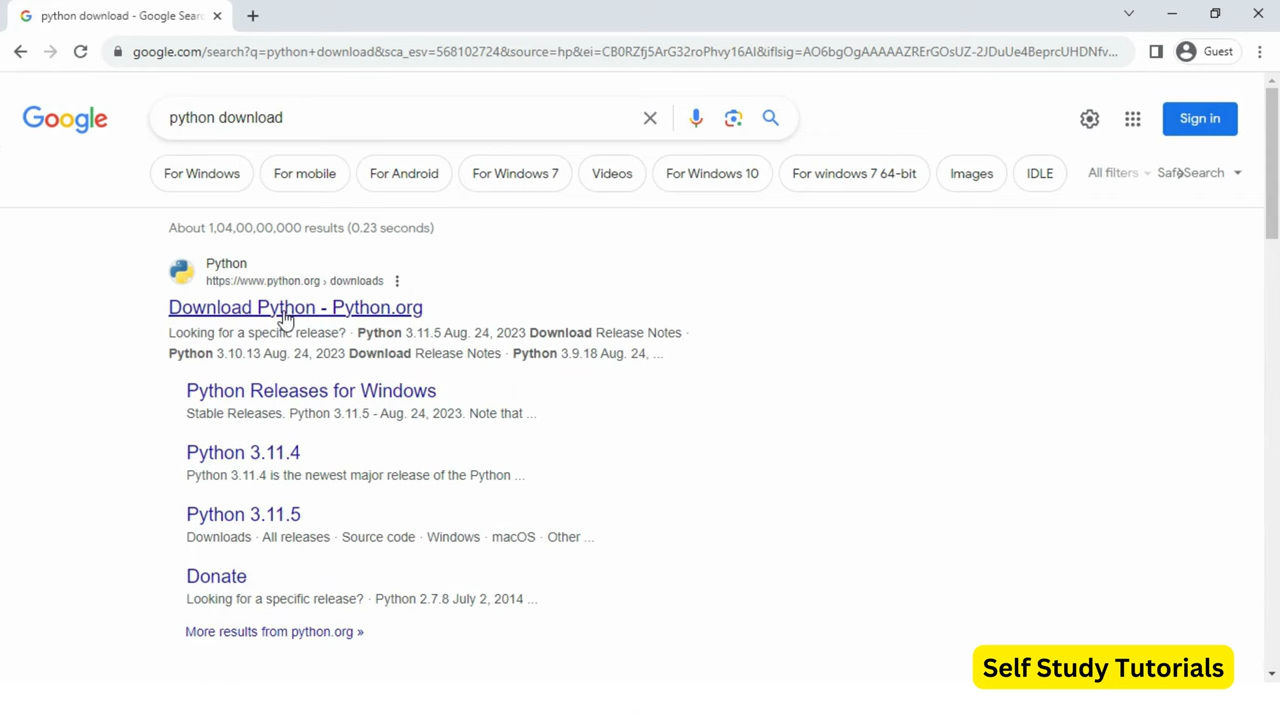 python download - Google Searc
google.com/search?q=python+download&sca_esv=568102724&source=hp&ei=CB0RZfj5ArG32roPhvy16AI&iflsig=AO6bgOgAAAAAZRErGOsUZ-2JDuUe4BeprcUHDNfv...
Guest
Google
python download
Sign in
For Windows
For mobile
For Android
For Windows 7
Videos
For Windows 10
For windows 7 64-bit
Images
IDLE
All filters
SafeSearch
About 1,04,00,00,000 results (0.23 seconds)
Python
https://www.python.org › downloads
Download Python - Python.org
Looking for a specific release? · Python 3.11.5 Aug. 24, 2023 Download Release Notes ·
Python 3.10.13 Aug. 24, 2023 Download Release Notes · Python 3.9.18 Aug. 24, ...
Python Releases for Windows
Stable Releases. Python 3.11.5 - Aug. 24, 2023. Note that ...
Python 3.11.4
Python 3.11.4 is the newest major release of the Python ...
Python 3.11.5
Downloads · All releases · Source code · Windows · macOS · Other ...
Donate
Looking for a specific release? · Python 2.7.8 July 2, 2014 ...
More results from python.org »
Self Study Tutorials